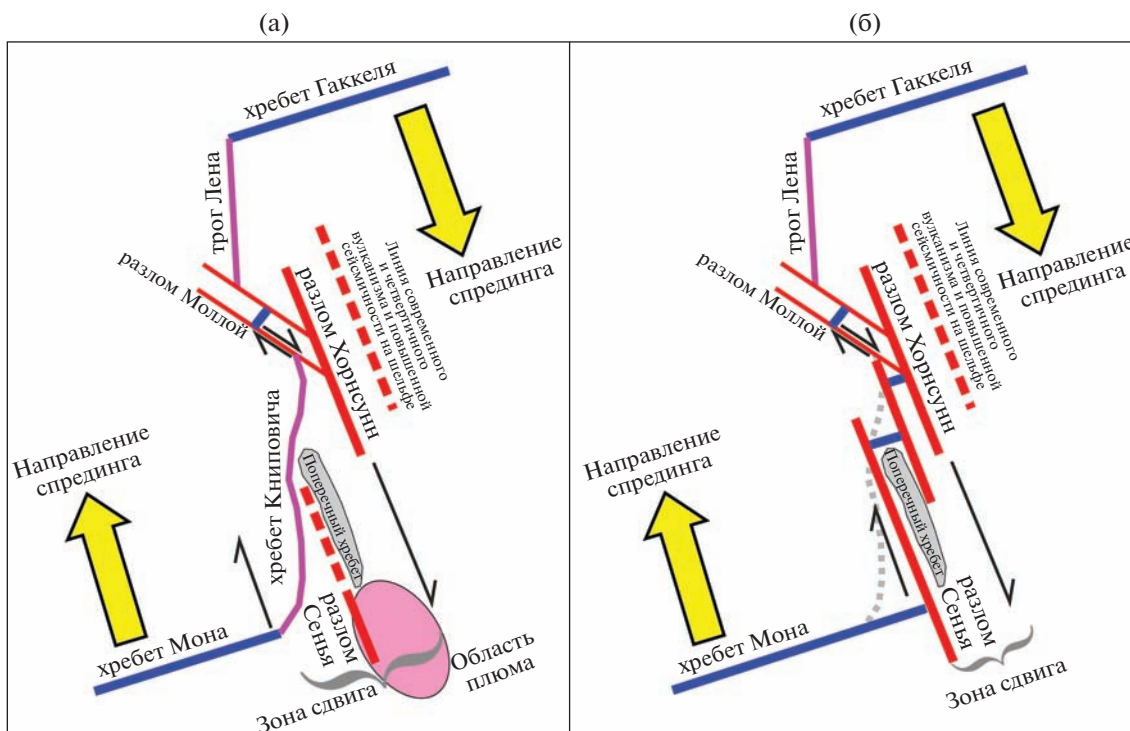 (а)
хребет Гаккеля
трог Лена
разлом Моллой
разлом Хорнсунн
Линия современного
и четвертичного
вулканизма и повышенной
сейсмичности на шельфе
Направление
спрединга
Направление
спрединга
хребет Книповича
Поперечный хребет
разлом
Сенья
хребет Мона
Область
плюма
Зона сдвига
(б)
хребет Гаккеля
трог Лена
разлом Моллой
разлом Хорнсунн
Линия современного
и четвертичного
вулканизма и повышенной
сейсмичности на шельфе
Направление
спрединга
Направление
спрединга
Поперечный хребет
разлом
Сенья
хребет Мона
Зона сдвига